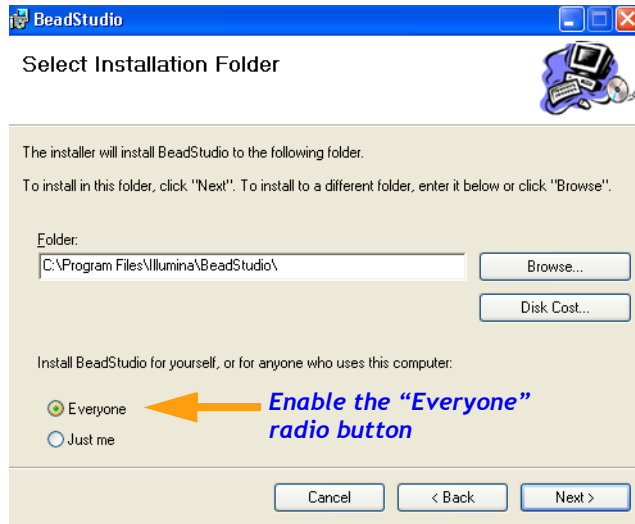 BeadStudio
Select Installation Folder
The installer will install BeadStudio to the following folder.
To install in this folder, click "Next". To install to a different folder, enter it below or click "Browse".
Folder:
C:\Program Files\Illumina\BeadStudio\
Browse...
Disk Cost...
Install BeadStudio for yourself, or for anyone who uses this computer:
Everyone
Enable the “Everyone”
radio button
Just me
Cancel
< Back
Next >